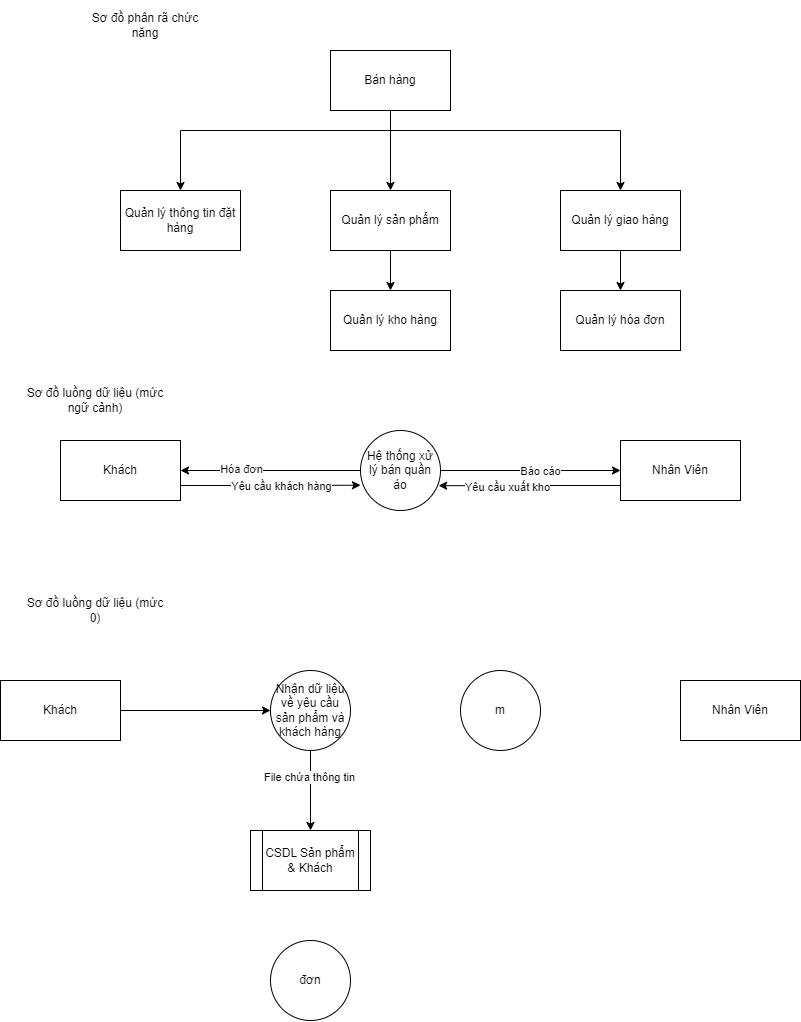 Sơ đồ phân rã chức
năng
Bán hàng
Quản lý thông tin đặt
hàng
Quản lý sản phẩm
Quản lý giao hàng
Quản lý kho hàng
Quản lý hóa đơn
Sơ đồ luồng dữ liệu (mức
ngữ cảnh)
Khách
Hóa đơn
Yêu cầu khách hàng
Hệ thống xử
lý bán quần
áo
Báo cáo
Yêu cầu xuất kho
Nhân Viên
Sơ đồ luồng dữ liệu (mức
0)
Khách
Nhận dữ liệu
về yêu cầu
sản phẩm và
khách hàng
m
Nhân Viên
File chứa thông tin
CSDL Sản phẩm
& Khách
đơn